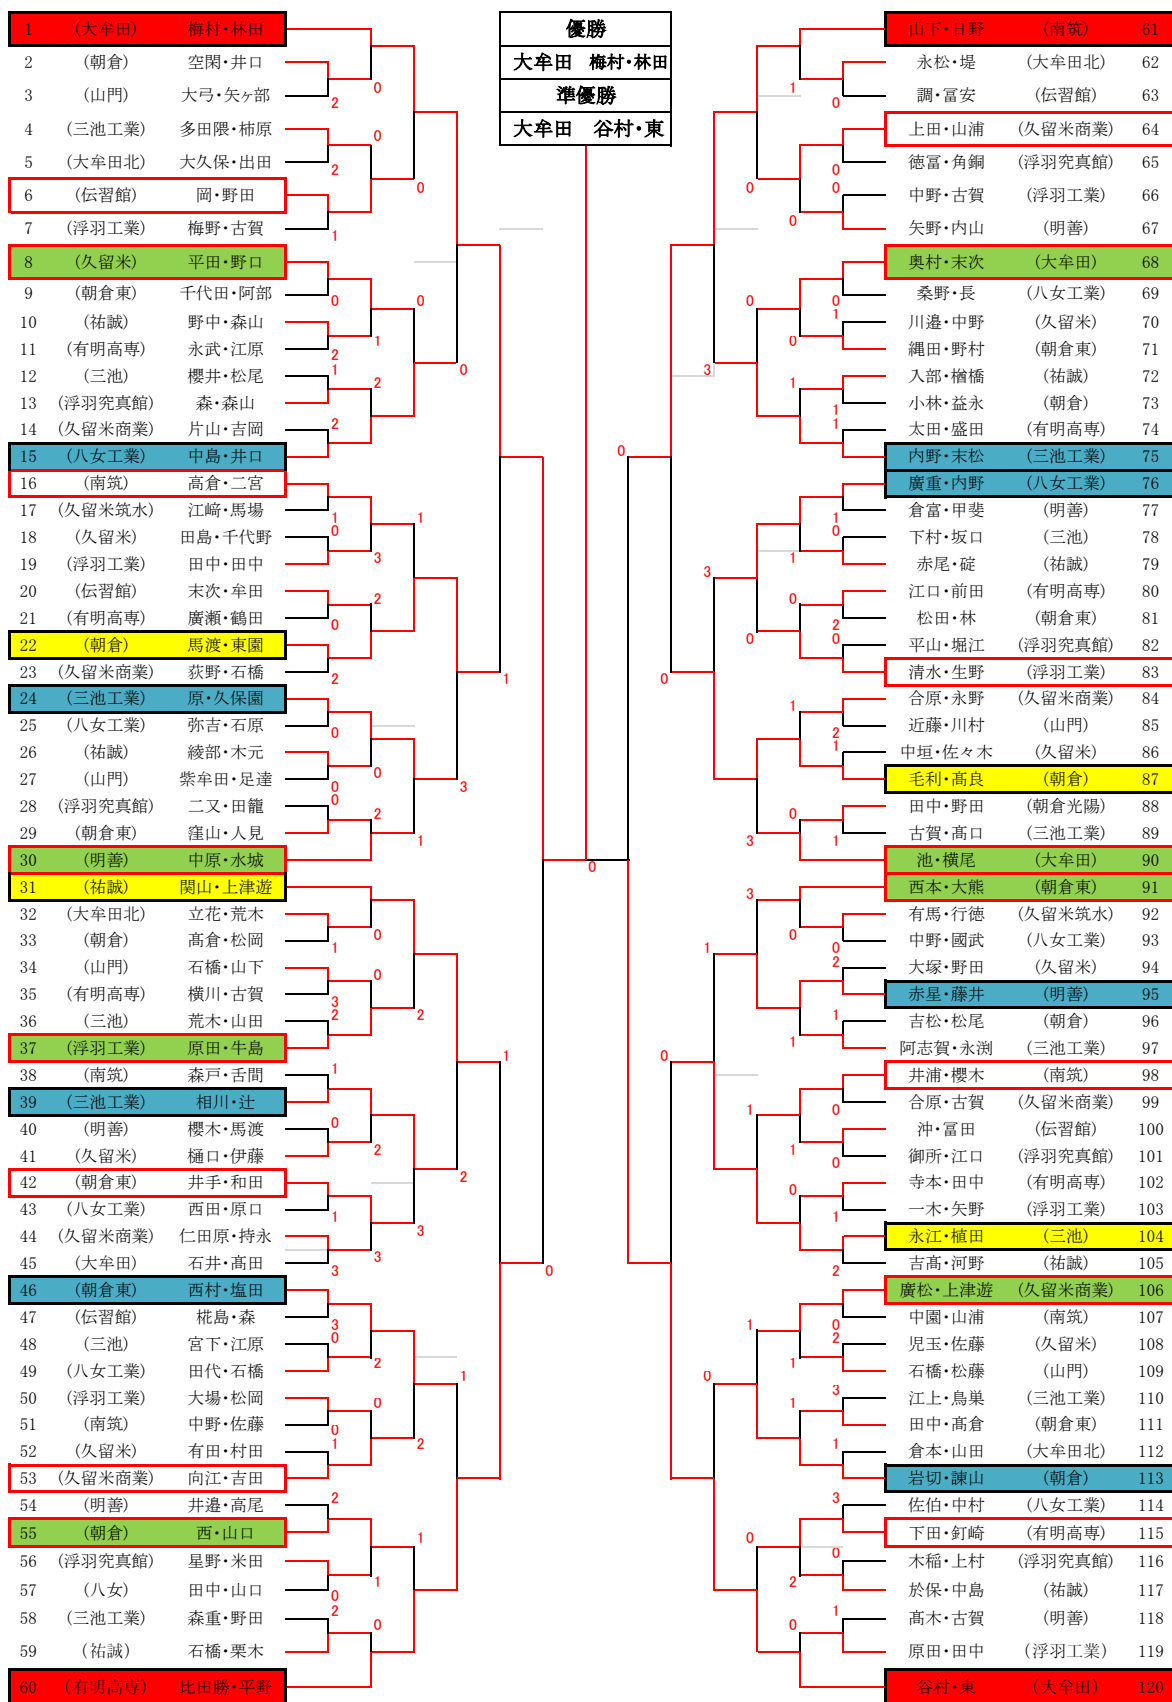 優勝
大牟田 梅村・林田
準優勝
大牟田 谷村・東
1 (大牟田) 梅村・林田
2 (朝倉) 空閑・井口
3 (山門) 大弓・矢ヶ部
4 (三池工業) 多田隈・柿原
5 (大牟田北) 大久保・出田
6 (伝習館) 岡・野田
7 (浮羽工業) 梅野・古賀
8 (久留米) 平田・野口
9 (朝倉東) 千代田・阿部
10 (祐誠) 野中・森山
11 (有明高専) 永武・江原
12 (三池) 櫻井・松尾
13 (浮羽究真館) 森・森山
14 (久留米商業) 片山・吉岡
15 (八女工業) 中島・井口
16 (南筑) 高倉・二宮
17 (久留米筑水) 江﨑・馬場
18 (久留米) 田島・千代野
19 (浮羽工業) 田中・田中
20 (伝習館) 末次・牟田
21 (有明高専) 廣瀬・鶴田
22 (朝倉) 馬渡・東園
23 (久留米商業) 荻野・石橋
24 (三池工業) 原・久保園
25 (八女工業) 弥吉・石原
26 (祐誠) 綾部・木元
27 (山門) 紫牟田・足達
28 (浮羽究真館) 二又・田籠
29 (朝倉東) 窪山・人見
30 (明善) 中原・水城
31 (祐誠) 関山・上津遊
32 (大牟田北) 立花・荒木
33 (朝倉) 髙倉・松岡
34 (山門) 石橋・山下
35 (有明高専) 横川・古賀
36 (三池) 荒木・山田
37 (浮羽工業) 原田・牛島
38 (南筑) 森戸・舌間
39 (三池工業) 相川・辻
40 (明善) 櫻木・馬渡
41 (久留米) 樋口・伊藤
42 (朝倉東) 井手・和田
43 (八女工業) 西田・原口
44 (久留米商業) 仁田原・持永
45 (大牟田) 石井・髙田
46 (朝倉東) 西村・塩田
47 (伝習館) 椛島・森
48 (三池) 宮下・江原
49 (八女工業) 田代・石橋
50 (浮羽工業) 大場・松岡
51 (南筑) 中野・佐藤
52 (久留米) 有田・村田
53 (久留米商業) 向江・吉田
54 (明善) 井邉・高尾
55 (朝倉) 西・山口
56 (浮羽究真館) 星野・米田
57 (八女) 田中・山口
58 (三池工業) 森重・野田
59 (祐誠) 石橋・栗木
60 (有明高専) 比田勝・平野
山下・日野 (南筑) 61
永松・堤 (大牟田北) 62
調・冨安 (伝習館) 63
上田・山浦 (久留米商業) 64
徳冨・角銅 (浮羽究真館) 65
中野・古賀 (浮羽工業) 66
矢野・内山 (明善) 67
奥村・末次 (大牟田) 68
桑野・長 (八女工業) 69
川邉・中野 (久留米) 70
縄田・野村 (朝倉東) 71
入部・楢橋 (祐誠) 72
小林・益永 (朝倉) 73
太田・盛田 (有明高専) 74
内野・末松 (三池工業) 75
廣重・内野 (八女工業) 76
倉富・甲斐 (明善) 77
下村・坂口 (三池) 78
赤尾・碇 (祐誠) 79
江口・前田 (有明高専) 80
松田・林 (朝倉東) 81
平山・堀江 (浮羽究真館) 82
清水・生野 (浮羽工業) 83
合原・永野 (久留米商業) 84
近藤・川村 (山門) 85
中垣・佐々木 (久留米) 86
毛利・髙良 (朝倉) 87
田中・野田 (朝倉光陽) 88
古賀・髙口 (三池工業) 89
池・横尾 (大牟田) 90
西本・大熊 (朝倉東) 91
有馬・行徳 (久留米筑水) 92
中野・國武 (八女工業) 93
大塚・野田 (久留米) 94
赤星・藤井 (明善) 95
吉松・松尾 (朝倉) 96
阿志賀・永渕 (三池工業) 97
井浦・櫻木 (南筑) 98
合原・古賀 (久留米商業) 99
沖・冨田 (伝習館) 100
御所・江口 (浮羽究真館) 101
寺本・田中 (有明高専) 102
一木・矢野 (浮羽工業) 103
永江・植田 (三池) 104
吉髙・河野 (祐誠) 105
廣松・上津遊 (久留米商業) 106
中園・山浦 (南筑) 107
児玉・佐藤 (久留米) 108
石橋・松藤 (山門) 109
江上・鳥巣 (三池工業) 110
田中・髙倉 (朝倉東) 111
倉本・山田 (大牟田北) 112
岩切・諫山 (朝倉) 113
佐伯・中村 (八女工業) 114
下田・釘崎 (有明高専) 115
木稲・上村 (浮羽究真館) 116
於保・中島 (祐誠) 117
髙木・古賀 (明善) 118
原田・田中 (浮羽工業) 119
谷村・東 (大牟田) 120